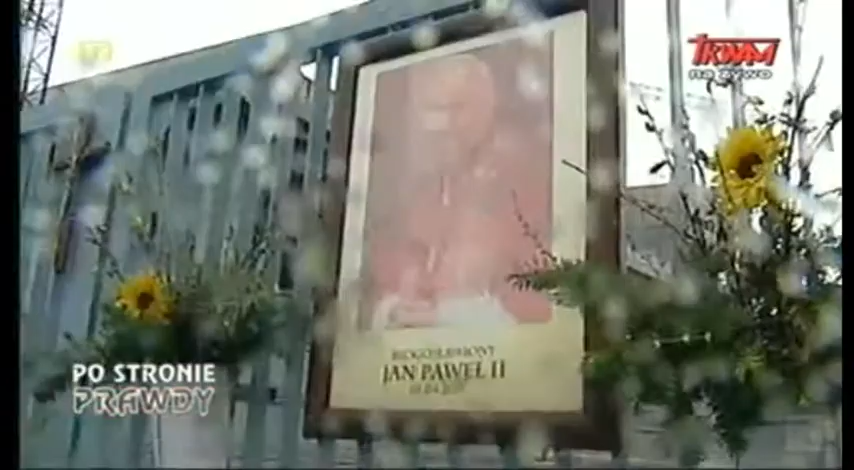 TRWAM
na żywo
BŁOGOSŁAWIONY
JAN PAWEŁ II
PO STRONIE
PRAWDY